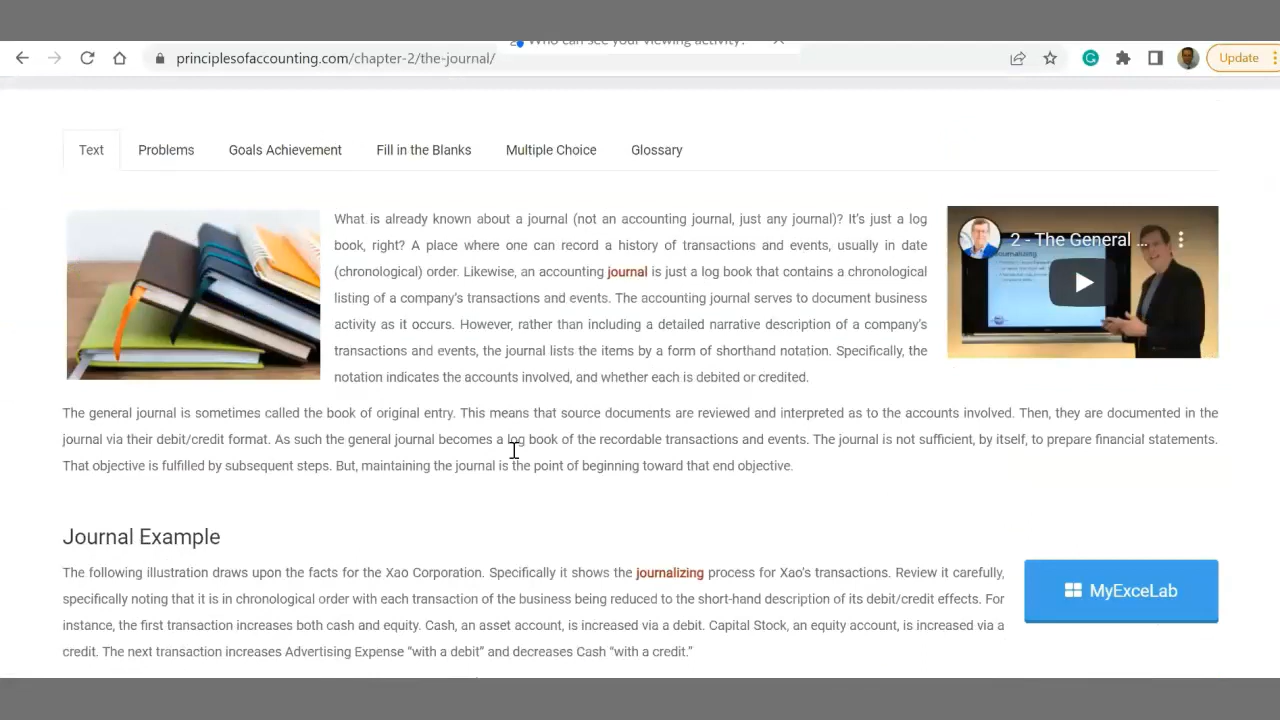 Who can see your viewing activity?
principlesofaccounting.com/chapter-2/the-journal/
Update
Text
Problems
Goals Achievement
Fill in the Blanks
Multiple Choice
Glossary
What is already known about a journal (not an accounting journal, just any journal)? It’s just a log
book, right? A place where one can record a history of transactions and events, usually in date
(chronological) order. Likewise, an accounting journal is just a log book that contains a chronological
listing of a company’s transactions and events. The accounting journal serves to document business
activity as it occurs. However, rather than including a detailed narrative description of a company’s
transactions and events, the journal lists the items by a form of shorthand notation. Specifically, the
notation indicates the accounts involved, and whether each is debited or credited.
2 - The General ...
The general journal is sometimes called the book of original entry. This means that source documents are reviewed and interpreted as to the accounts involved. Then, they are documented in the
journal via their debit/credit format. As such the general journal becomes a log book of the recordable transactions and events. The journal is not sufficient, by itself, to prepare financial statements.
That objective is fulfilled by subsequent steps. But, maintaining the journal is the point of beginning toward that end objective.
Journal Example
The following illustration draws upon the facts for the Xao Corporation. Specifically it shows the journalizing process for Xao’s transactions. Review it carefully,
specifically noting that it is in chronological order with each transaction of the business being reduced to the short-hand description of its debit/credit effects. For
instance, the first transaction increases both cash and equity. Cash, an asset account, is increased via a debit. Capital Stock, an equity account, is increased via a
credit. The next transaction increases Advertising Expense “with a debit” and decreases Cash “with a credit.”
MyExceLab